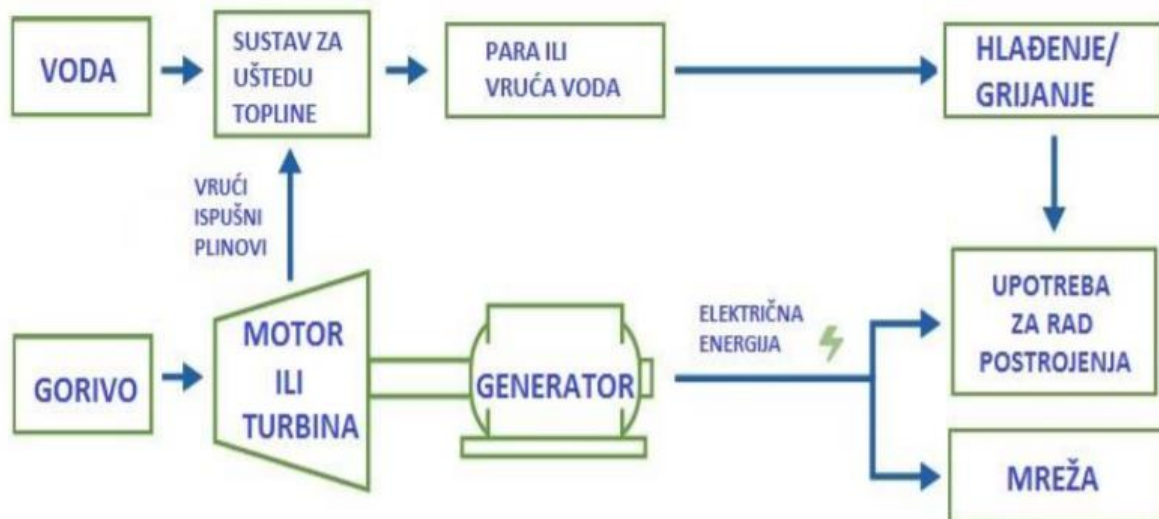 VODA
SUSTAV ZA
UŠTEDU
TOPLINE
PARA ILI
VRUĆA VODA
HLAĐENJE/
GRIJANJE
VRUĆI
ISPUŠNI
PLINOVI
GORIVO
MOTOR
ILI
TURBINA
GENERATOR
ELEKTRIČNA
ENERGIJA
UPOTREBA
ZA RAD
POSTROJENJA
MREŽA